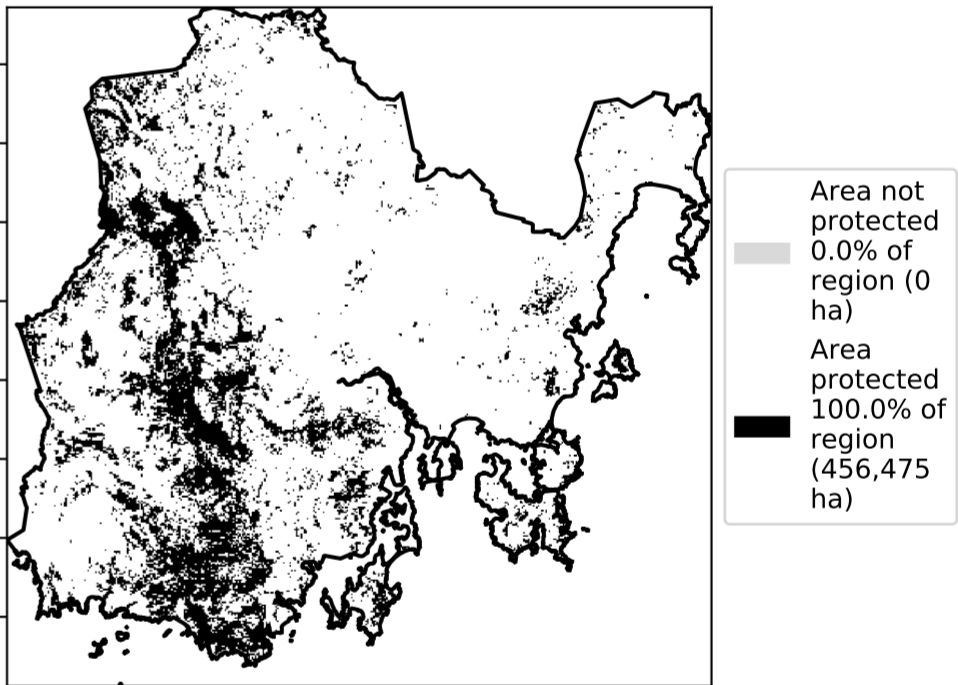 Area not
protected
0.0% of
region (0
ha)
Area
protected
100.0% of
region
(456,475
ha)